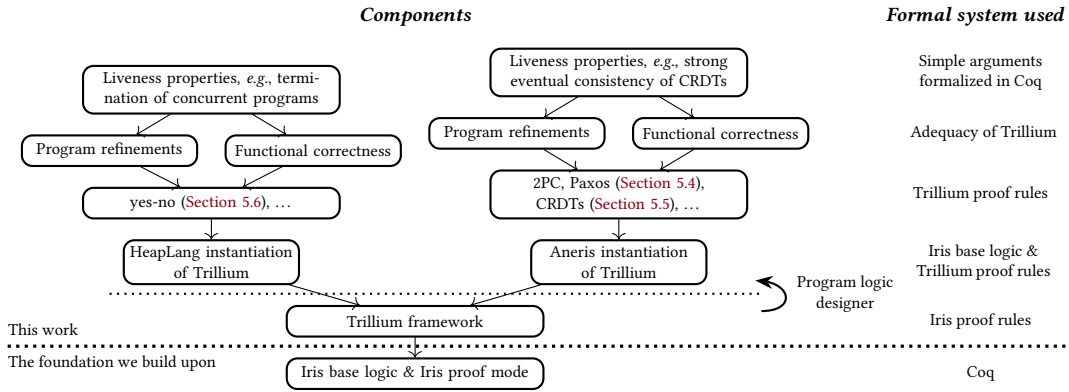 Components
Formal system used
Liveness properties, e.g., termi-
nation of concurrent programs
Liveness properties, e.g., strong
eventual consistency of CRDTs
Simple arguments
formalized in Coq
Program refinements
Functional correctness
Program refinements
Functional correctness
Adequacy of Trillium
yes-no (Section 5.6), …
2PC, Paxos (Section 5.4),
CRDTs (Section 5.5), …
Trillium proof rules
HeapLang instantiation
of Trillium
Aneris instantiation
of Trillium
Iris base logic &
Trillium proof rules
Program logic
designer
Trillium framework
Iris proof rules
This work
The foundation we build upon
Iris base logic & Iris proof mode
Coq